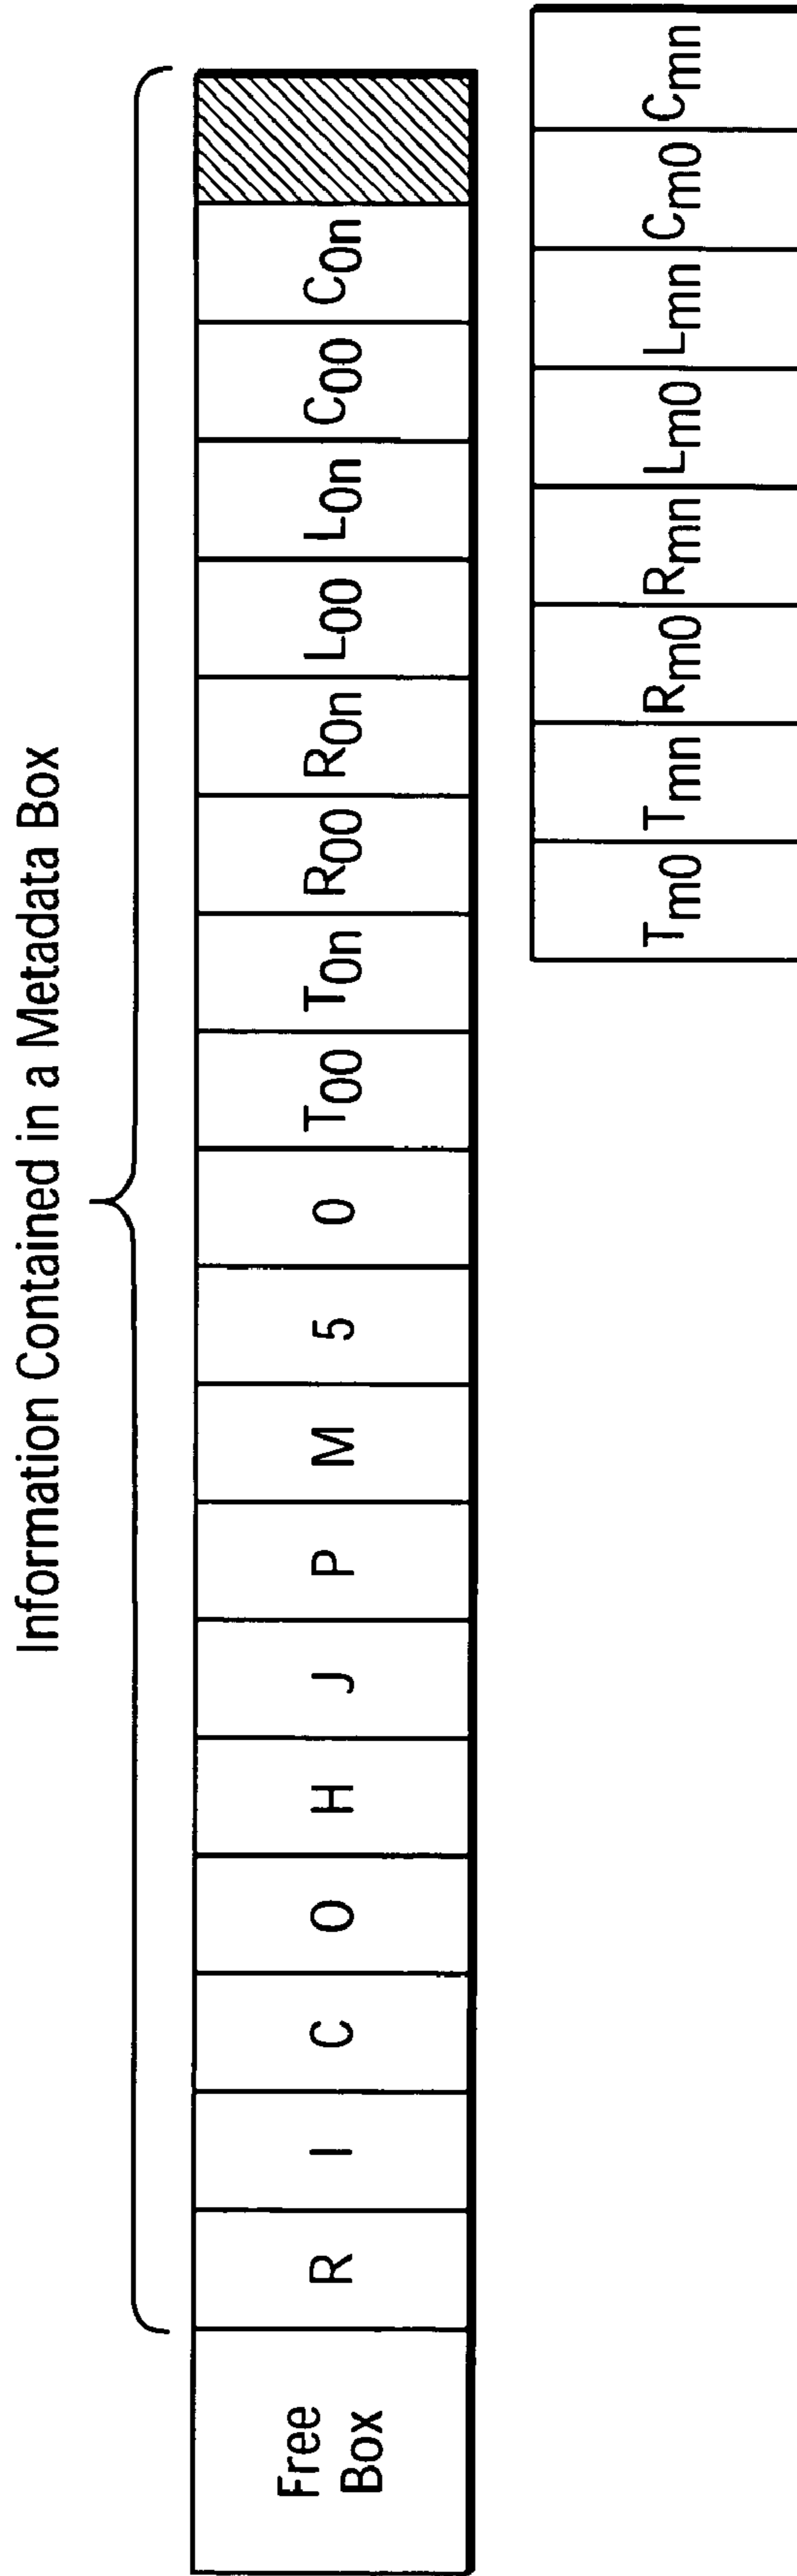 Information Contained in a Metadata Box
Free Box R I C O H J P M 5 0 T00 T0n R00 R0n L00 L0n C00 C0n
Tm0 Tmn Rm0 Rmn Lm0 Lmn Cm0 Cmn